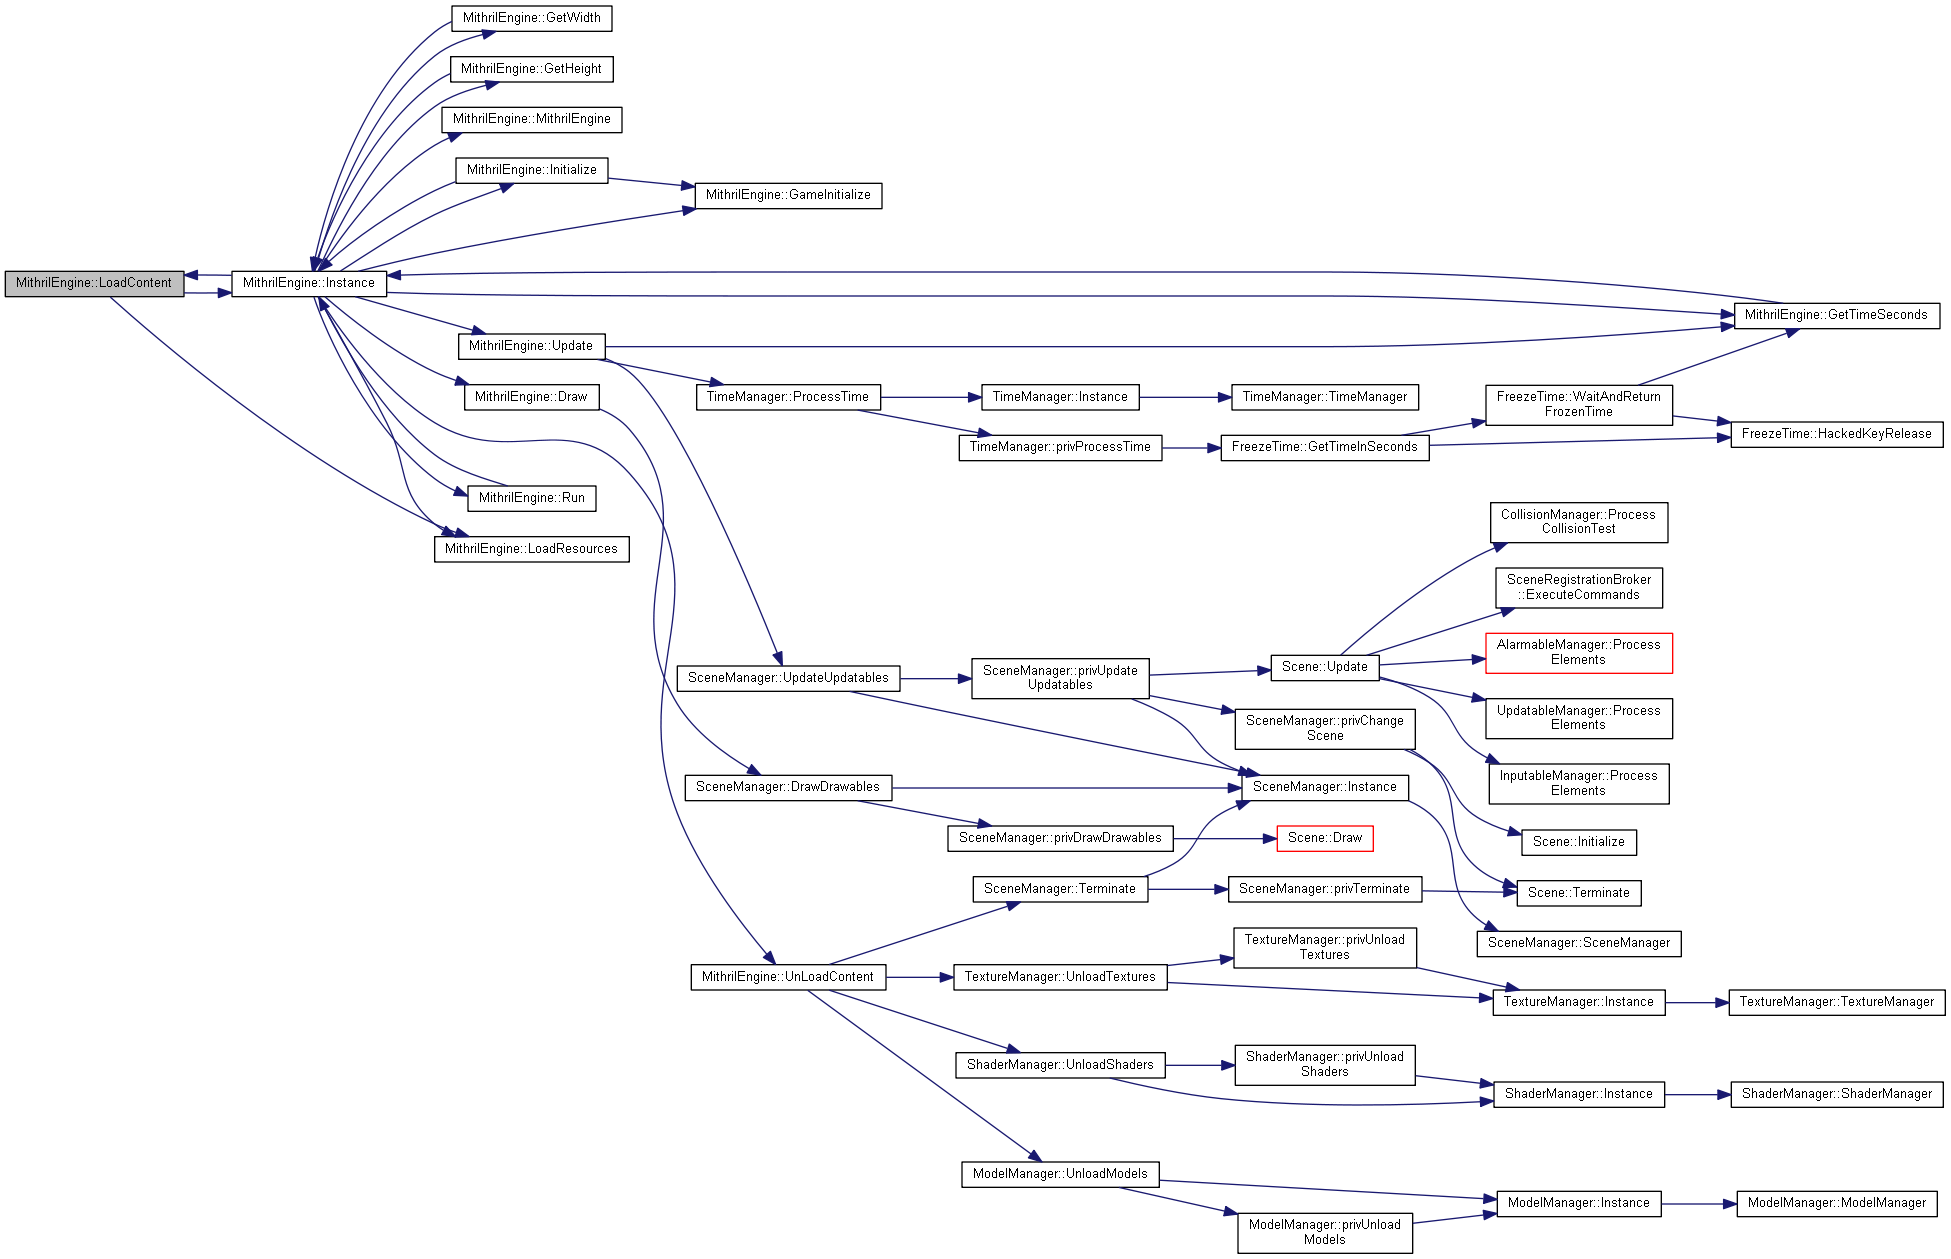 MithrilEngine::GetWidth
MithrilEngine::GetHeight
MithrilEngine::MithrilEngine
MithrilEngine::Initialize
MithrilEngine::GameInitialize
MithrilEngine::LoadContent
MithrilEngine::Instance
MithrilEngine::GetTimeSeconds
MithrilEngine::Update
MithrilEngine::Draw
TimeManager::ProcessTime
TimeManager::Instance
TimeManager::TimeManager
FreezeTime::WaitAndReturn
FrozenTime
FreezeTime::HackedKeyRelease
TimeManager::privProcessTime
FreezeTime::GetTimeInSeconds
MithrilEngine::Run
MithrilEngine::LoadResources
CollisionManager::Process
CollisionTest
SceneRegistrationBroker
::ExecuteCommands
AlarmableManager::Process
Elements
SceneManager::UpdateUpdatables
SceneManager::privUpdate
Updatables
Scene::Update
UpdatableManager::Process
Elements
SceneManager::privChange
Scene
InputableManager::Process
Elements
SceneManager::DrawDrawables
SceneManager::Instance
SceneManager::privDrawDrawables
Scene::Draw
Scene::Initialize
SceneManager::Terminate
SceneManager::privTerminate
Scene::Terminate
SceneManager::SceneManager
TextureManager::privUnload
Textures
MithrilEngine::UnLoadContent
TextureManager::UnloadTextures
TextureManager::Instance
TextureManager::TextureManager
ShaderManager::UnloadShaders
ShaderManager::privUnload
Shaders
ShaderManager::Instance
ShaderManager::ShaderManager
ModelManager::UnloadModels
ModelManager::Instance
ModelManager::ModelManager
ModelManager::privUnload
Models